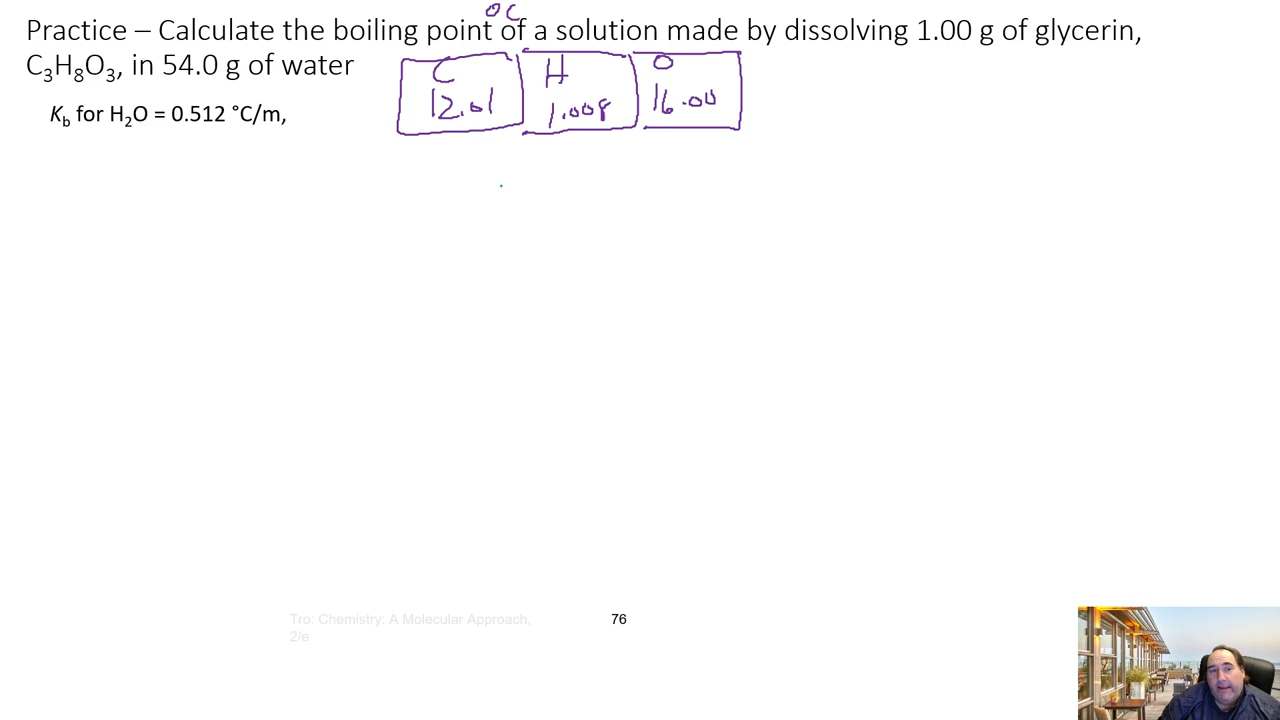 °C
Practice – Calculate the boiling point of a solution made by dissolving 1.00 g of glycerin,
C₃H₈O₃, in 54.0 g of water
C H O
12.01 1.008 16.00
K_b for H₂O = 0.512 °C/m,
Tro: Chemistry: A Molecular Approach,
2/e
76